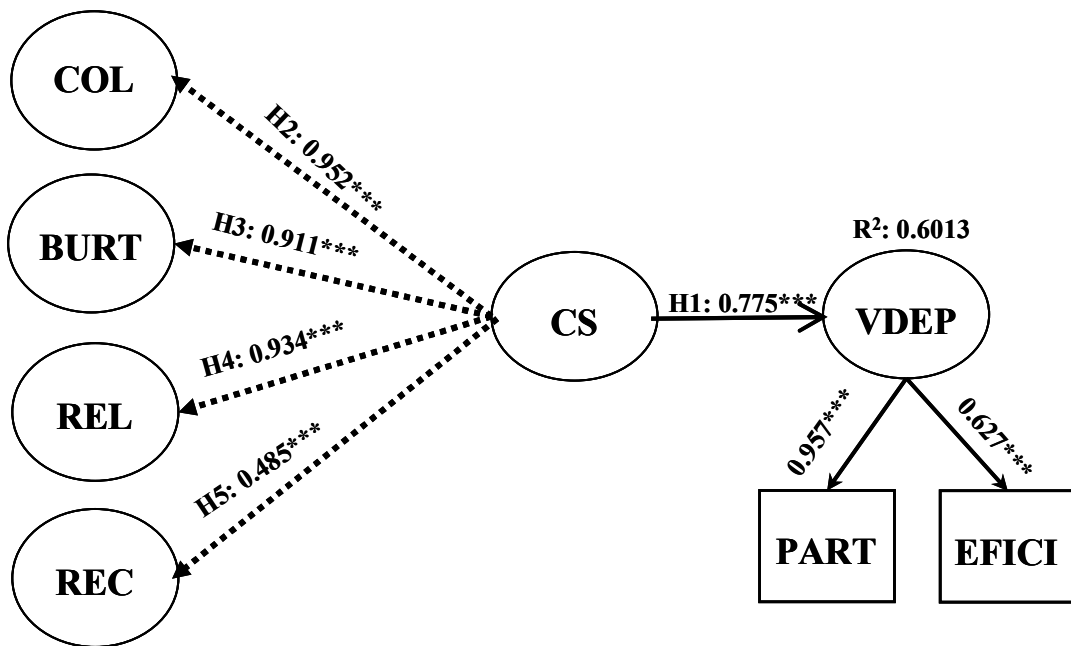 COL
H2: 0.952***
BURT
H3: 0.911***
R²: 0.6013
H1: 0.775***
CS
VDEP
H4: 0.934***
REL
H5: 0.485***
0.957***
0.627***
PART
EFICI
REC